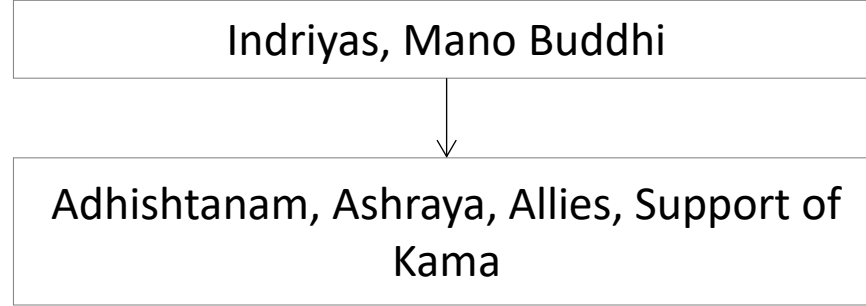 Indriyas, Mano Buddhi
Adhishtanam, Ashraya, Allies, Support of
Kama